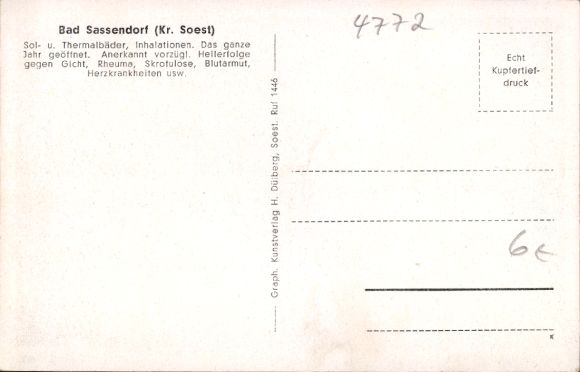 Bad Sassendorf (Kr. Soest)
Sol- u. Thermalbäder, Inhalationen. Das ganze
Jahr geöffnet. Anerkannt vorzügl. Heilerfolge
gegen Gicht, Rheuma, Skrofulose, Blutarmut,
Herzkrankheiten usw.
4772
Echt
Kupfertief-
druck
Graph. Kunstverlag H. Dülberg, Soest. Ruf 1446
6€
K